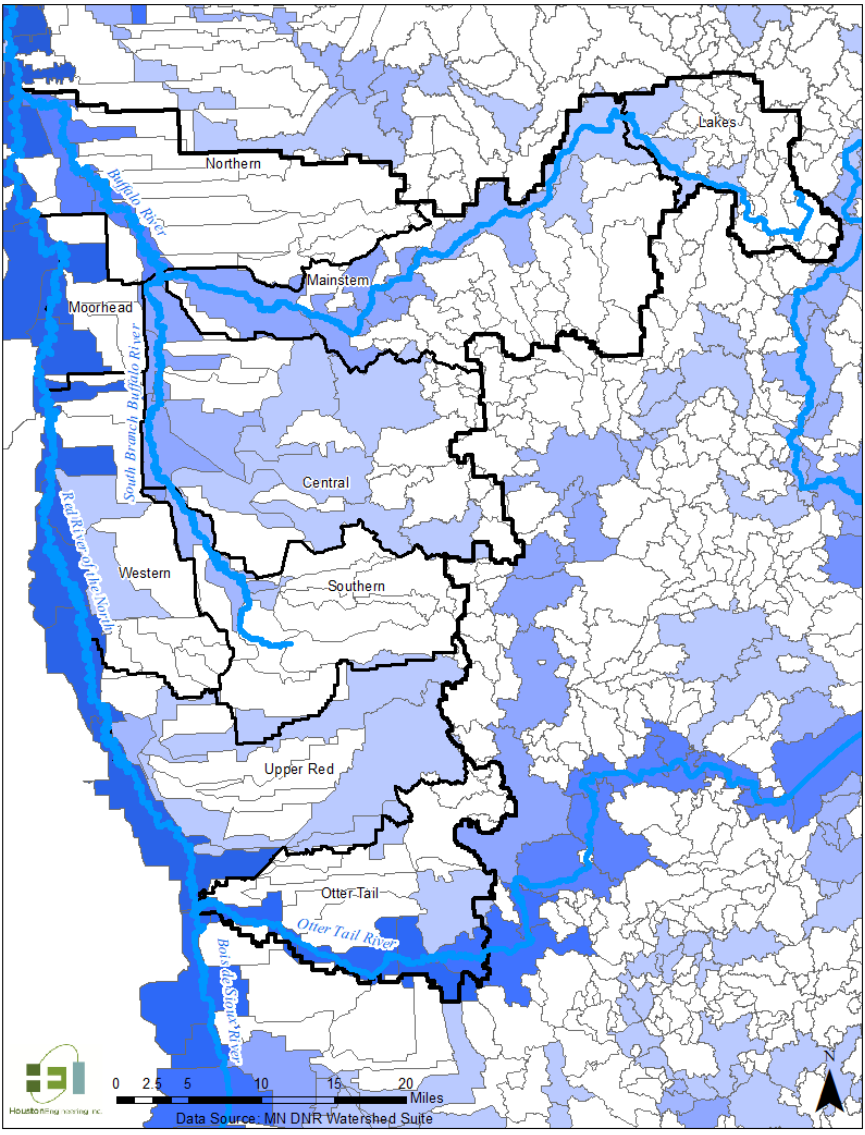 Lakes
Northern
Buffalo River
Mainstem
Moorhead
South Branch Buffalo River
Central
Red River of the North
Western
Southern
Upper Red
Otter Tail
Otter Tail River
Bois de Sioux River
N
0 2.5 5 10 15 20
Miles
HoustonEngineering Inc.
Data Source: MN DNR Watershed Suite